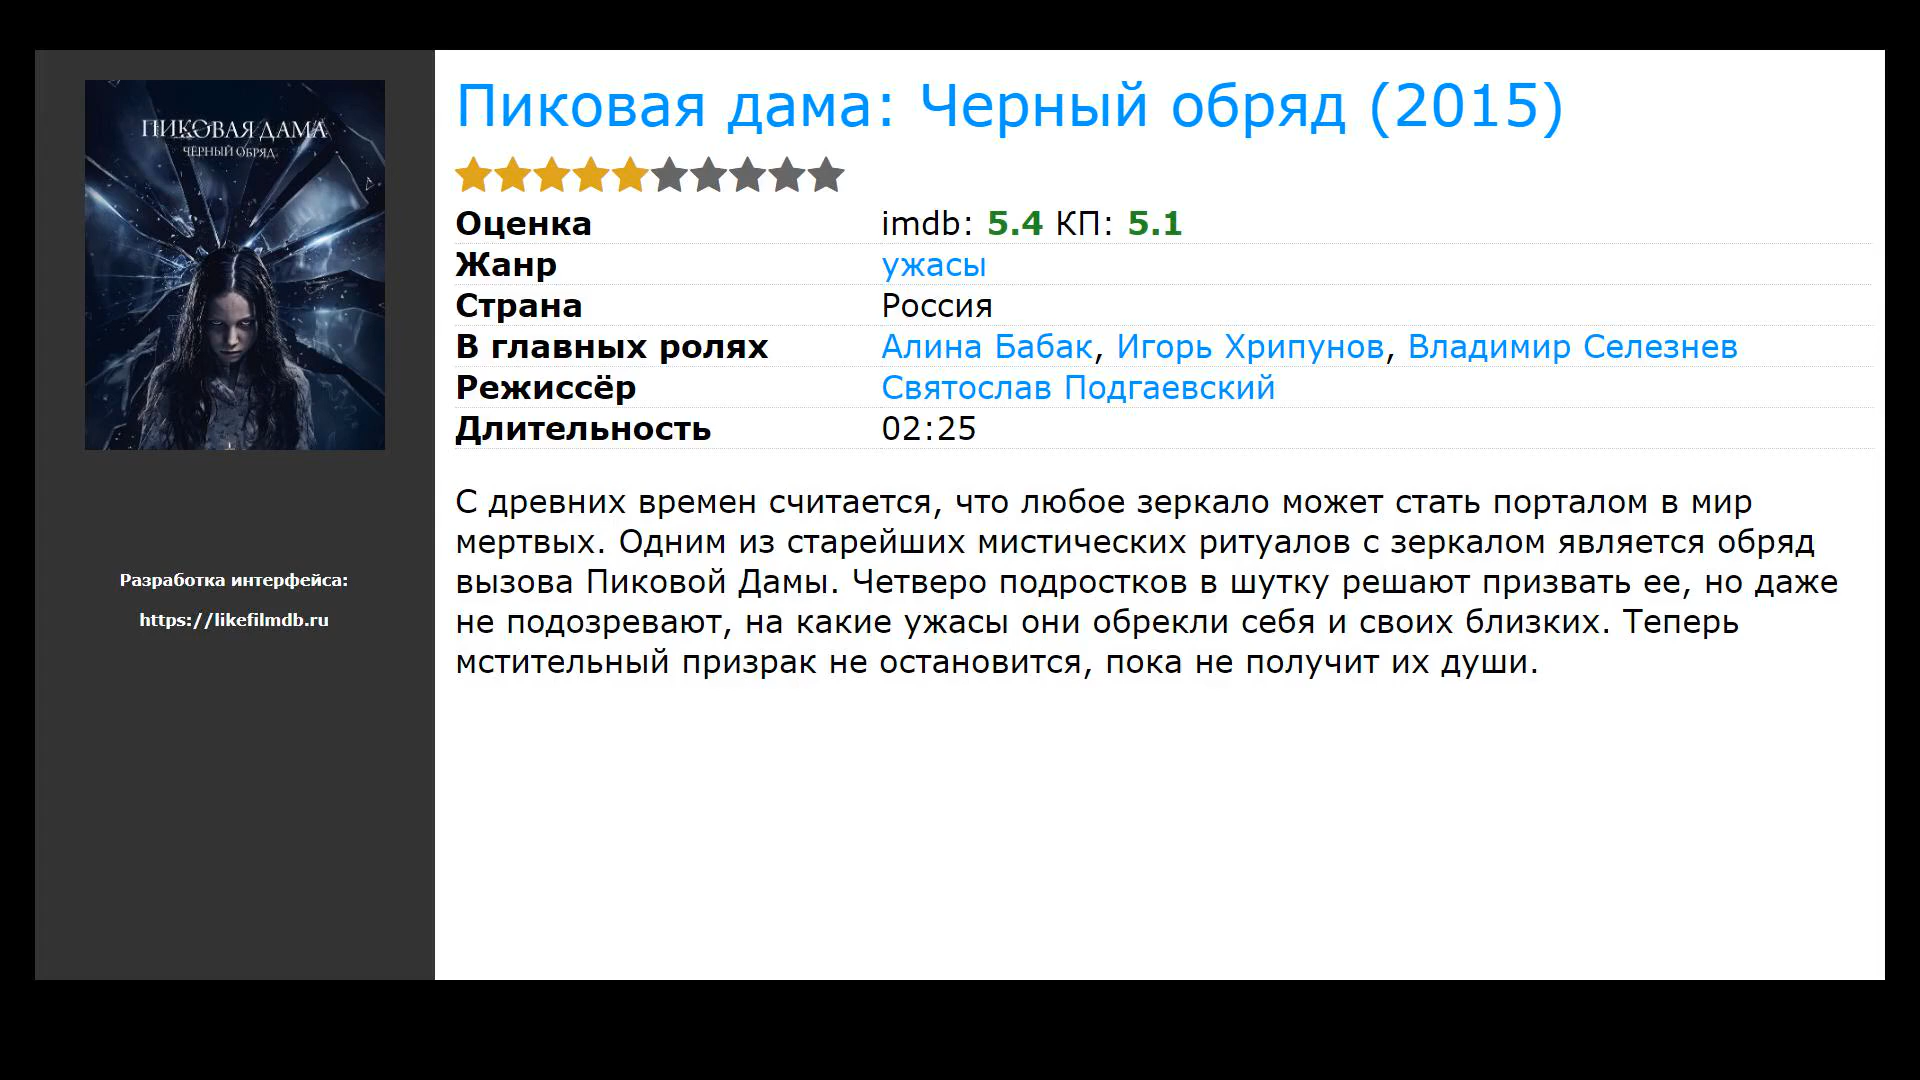 ПИКОВАЯ ДАМА
ЧЁРНЫЙ ОБРЯД
Разработка интерфейса:
https://likefilmdb.ru
Пиковая дама: Черный обряд (2015)
Оценка imdb: 5.4 КП: 5.1
Жанр ужасы
Страна Россия
В главных ролях Алина Бабак, Игорь Хрипунов, Владимир Селезнев
Режиссёр Святослав Подгаевский
Длительность 02:25
С древних времен считается, что любое зеркало может стать порталом в мир
мертвых. Одним из старейших мистических ритуалов с зеркалом является обряд
вызова Пиковой Дамы. Четверо подростков в шутку решают призвать ее, но даже
не подозревают, на какие ужасы они обрекли себя и своих близких. Теперь
мстительный призрак не остановится, пока не получит их души.